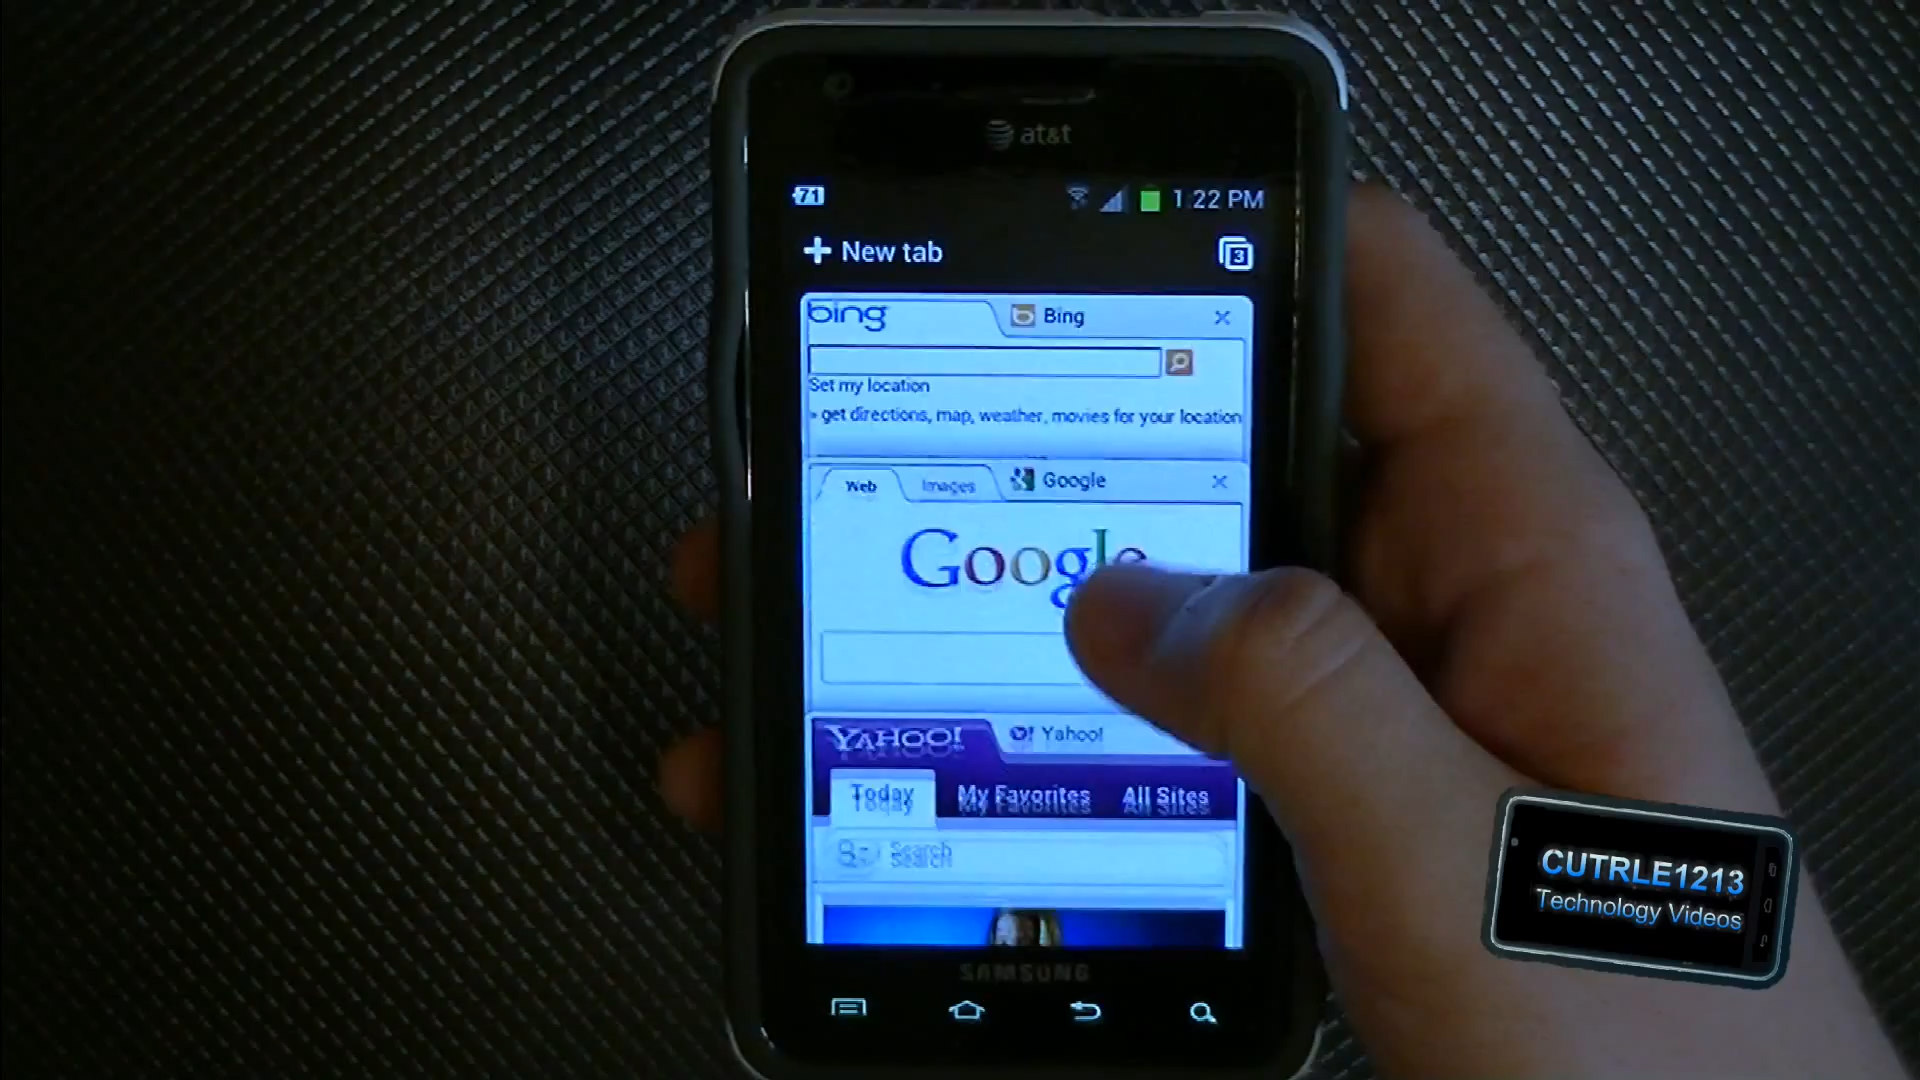 at&t
71
1:22 PM
New tab
3
bing
Bing
Set my location
» get directions, map, weather, movies for your location
Web
Images
Google
Google
YAHOO!
Y! Yahoo!
Today
My Favorites
All Sites
Search
SAMSUNG
CUTRLE1213
Technology Videos